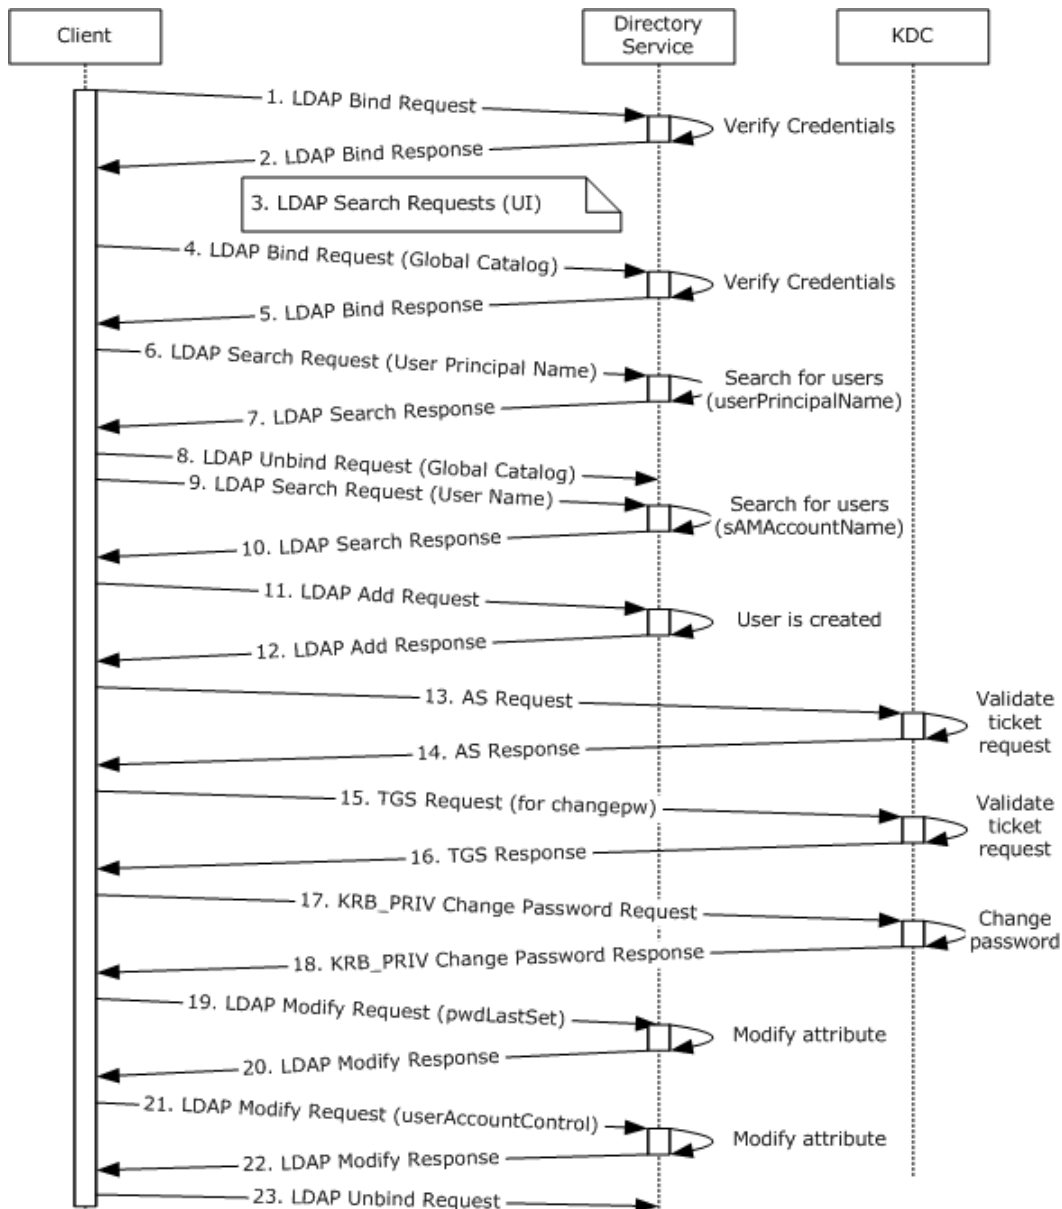 Client
Directory
Service
KDC
1. LDAP Bind Request
Verify Credentials
2. LDAP Bind Response
3. LDAP Search Requests (UI)
4. LDAP Bind Request (Global Catalog)
Verify Credentials
5. LDAP Bind Response
6. LDAP Search Request (User Principal Name)
Search for users
(userPrincipalName)
7. LDAP Search Response
8. LDAP Unbind Request (Global Catalog)
9. LDAP Search Request (User Name)
Search for users
(sAMAccountName)
10. LDAP Search Response
11. LDAP Add Request
User is created
12. LDAP Add Response
13. AS Request
Validate
ticket
request
14. AS Response
15. TGS Request (for changepw)
Validate
ticket
request
16. TGS Response
17. KRB_PRIV Change Password Request
Change
password
18. KRB_PRIV Change Password Response
19. LDAP Modify Request (pwdLastSet)
Modify attribute
20. LDAP Modify Response
21. LDAP Modify Request (userAccountControl)
Modify attribute
22. LDAP Modify Response
23. LDAP Unbind Request